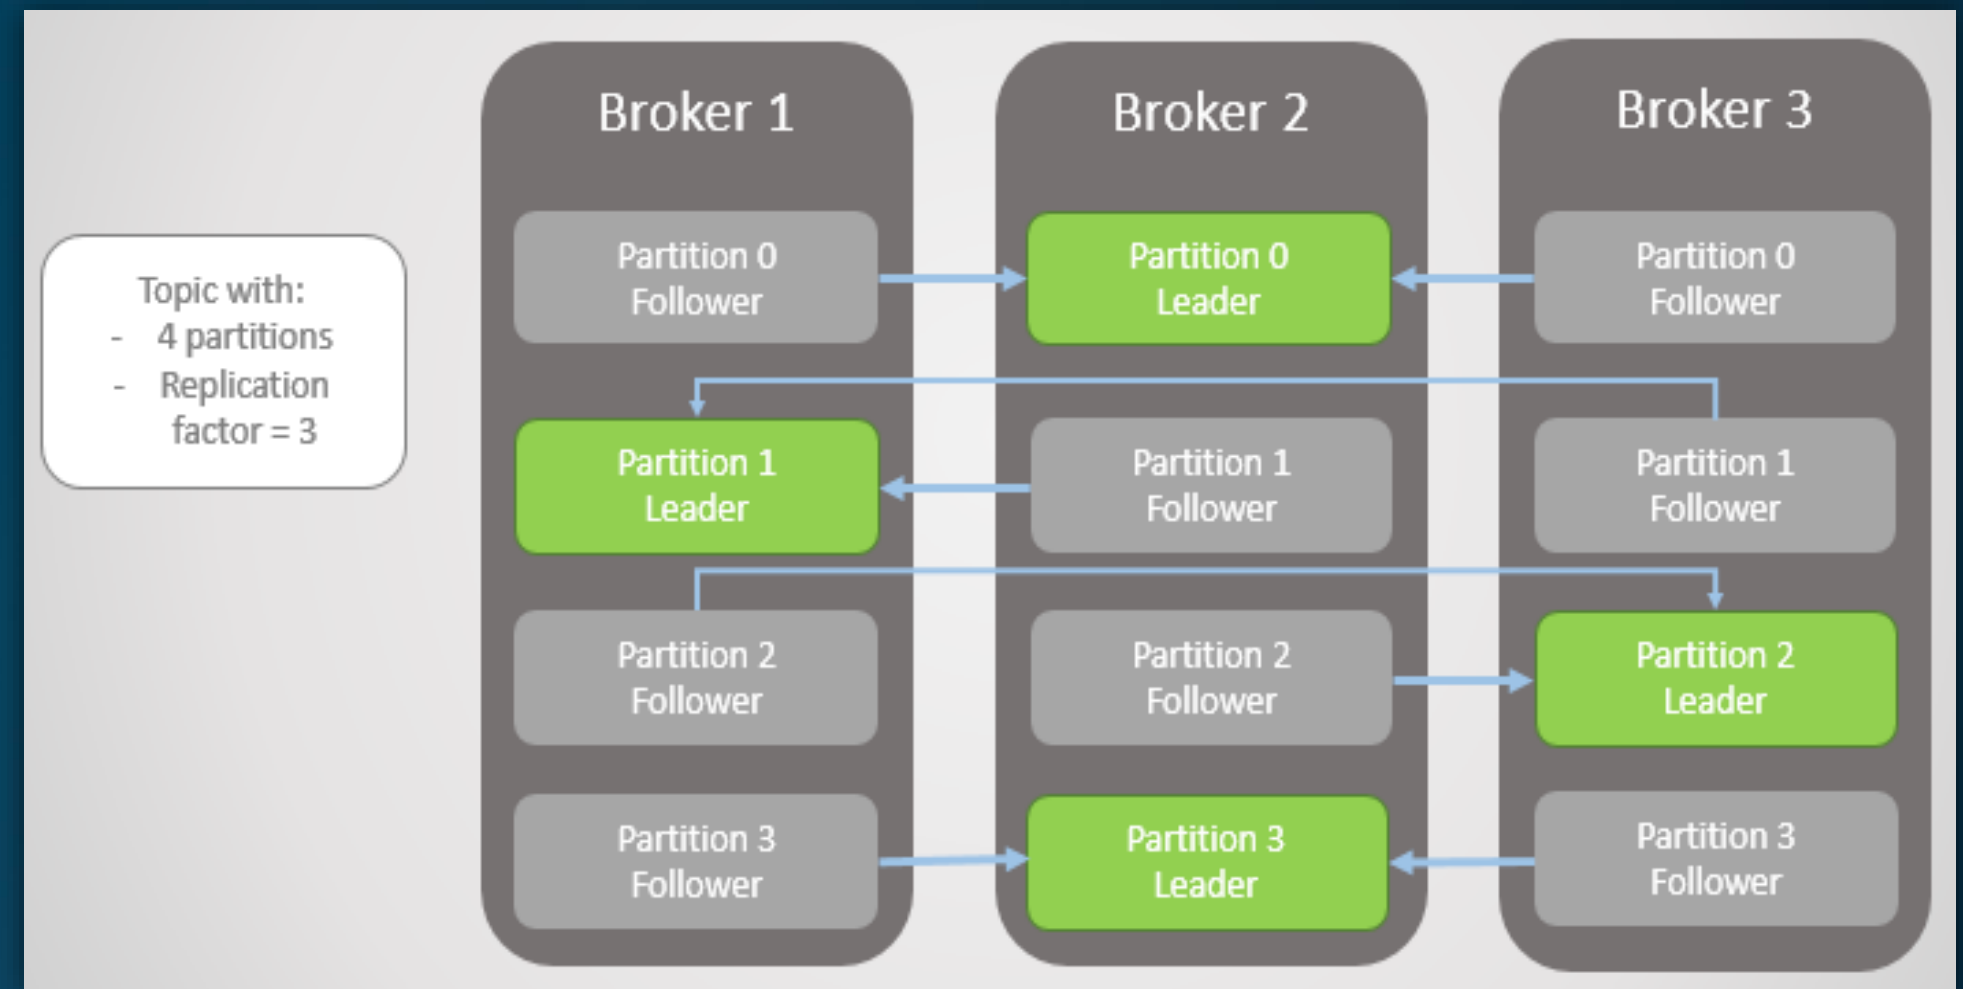 Topic with:
- 4 partitions
- Replication
factor = 3
Broker 1
Partition 0
Follower
Partition 1
Leader
Partition 2
Follower
Partition 3
Follower
Broker 2
Partition 0
Leader
Partition 1
Follower
Partition 2
Follower
Partition 3
Leader
Broker 3
Partition 0
Follower
Partition 1
Follower
Partition 2
Leader
Partition 3
Follower